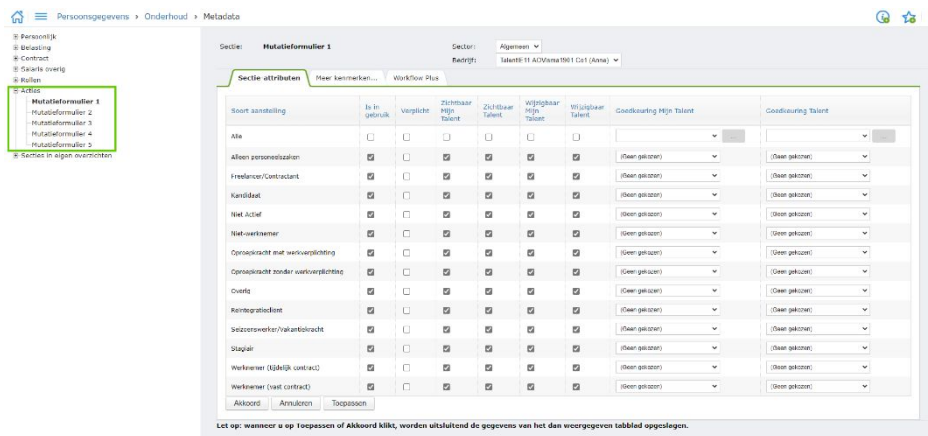 Persoonsgegevens › Onderhoud › Metadata
Persoonlijk
Belasting
Contract
Salaris overig
Rollen
Acties
Mutatieformulier 1
Mutatieformulier 2
Mutatieformulier 3
Mutatieformulier 4
Mutatieformulier 5
Secties in eigen overzichten
Sectie: Mutatieformulier 1 Sector: Algemeen
Bedrijf: (Anna)
Sectie-attributen Meer kenmerken... Workflow Plus
Soort aanstelling Is in gebruik Verplicht Zichtbaar Mijn Talent Zichtbaar Talent Wijzigbaar Mijn Talent Wijzigbaar Talent Goedkeuring Mijn Talent Goedkeuring Talent
Alle ... ...
Alleen personeelszaken (Geen gekozen) (Geen gekozen)
Freelancer/Contractant (Geen gekozen) (Geen gekozen)
Kandidaat (Geen gekozen) (Geen gekozen)
Niet Actief (Geen gekozen) (Geen gekozen)
Niet-werknemer (Geen gekozen) (Geen gekozen)
Oproepkracht met werkverplichting (Geen gekozen) (Geen gekozen)
Oproepkracht zonder werkverplichting (Geen gekozen) (Geen gekozen)
Overig (Geen gekozen) (Geen gekozen)
Reintegratieclient (Geen gekozen) (Geen gekozen)
Seizoenswerker/Vakantiekracht (Geen gekozen) (Geen gekozen)
Stagiair (Geen gekozen) (Geen gekozen)
Werknemer (tijdelijk contract) (Geen gekozen) (Geen gekozen)
Werknemer (vast contract) (Geen gekozen) (Geen gekozen)
Akkoord Annuleren Toepassen
Let op: wanneer u op Toepassen of Akkoord klikt, worden uitsluitend de gegevens van het dan weergegeven tabblad opgeslagen.